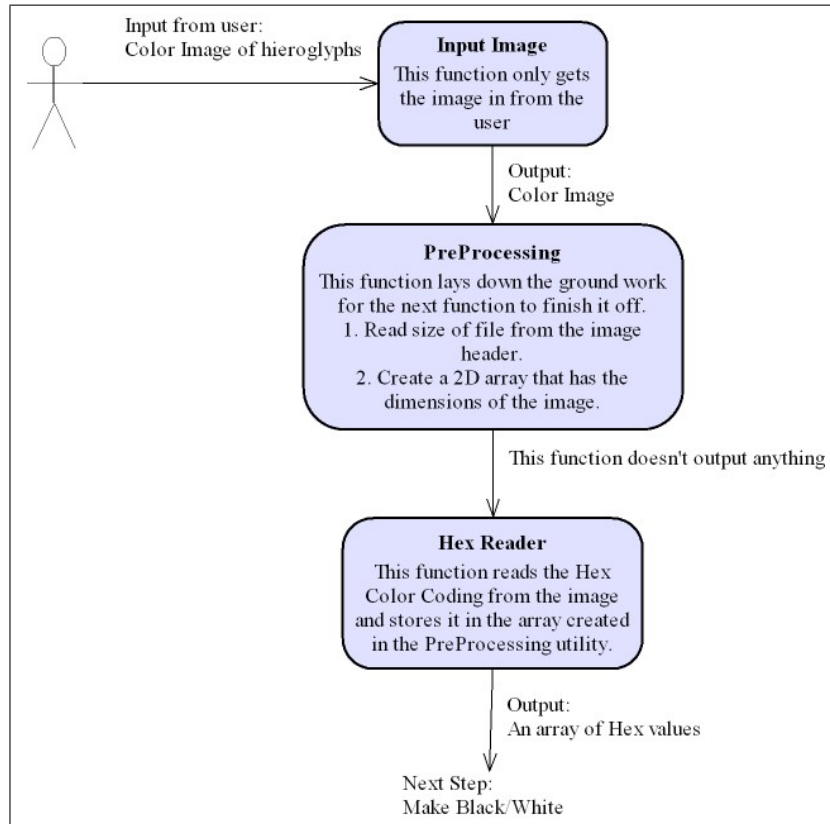 Input from user:
Color Image of hieroglyphs
Input Image
This function only gets
the image in from the
user
Output:
Color Image
PreProcessing
This function lays down the ground work
for the next function to finish it off.
1. Read size of file from the image
header.
2. Create a 2D array that has the
dimensions of the image.
This function doesn't output anything
Hex Reader
This function reads the Hex
Color Coding from the image
and stores it in the array created
in the PreProcessing utility.
Output:
An array of Hex values
Next Step:
Make Black/White